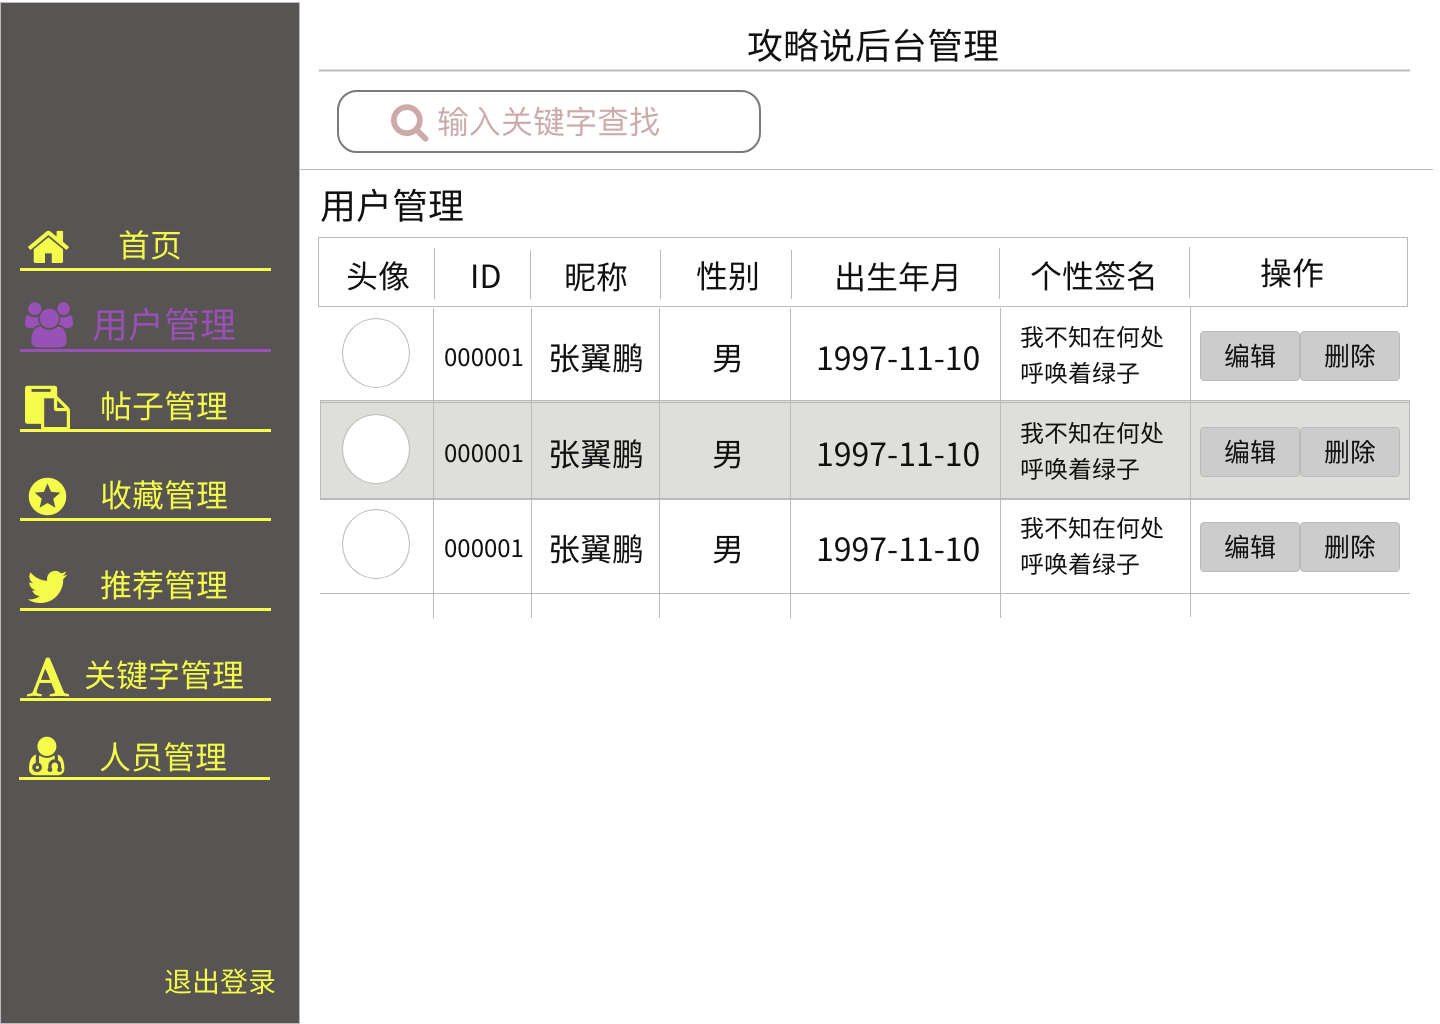 攻略说后台管理
输入关键字查找
首页
用户管理
帖子管理
收藏管理
推荐管理
关键字管理
人员管理
退出登录
用户管理
头像 ID 昵称 性别 出生年月 个性签名 操作
000001 张翼鹏 男 1997-11-10 我不知在何处 编辑 删除
呼唤着绿子
000001 张翼鹏 男 1997-11-10 我不知在何处 编辑 删除
呼唤着绿子
000001 张翼鹏 男 1997-11-10 我不知在何处 编辑 删除
呼唤着绿子